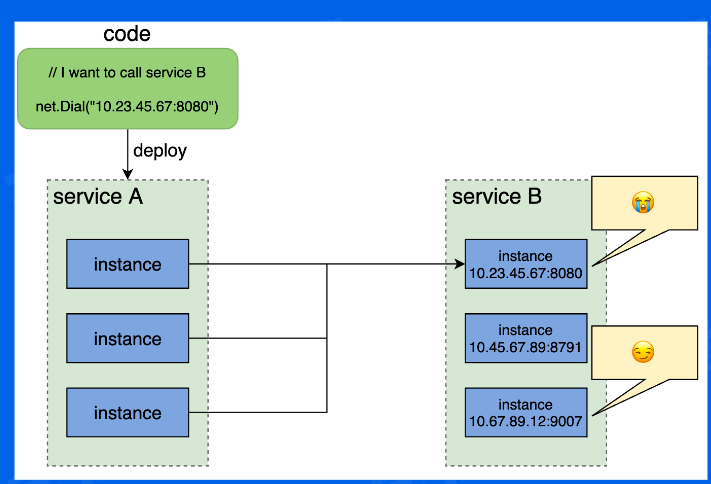 code
// I want to call service B
net.Dial("10.23.45.67:8080")
deploy
service A
instance
instance
instance
service B
instance
10.23.45.67:8080
instance
10.45.67.89:8791
instance
10.67.89.12:9007